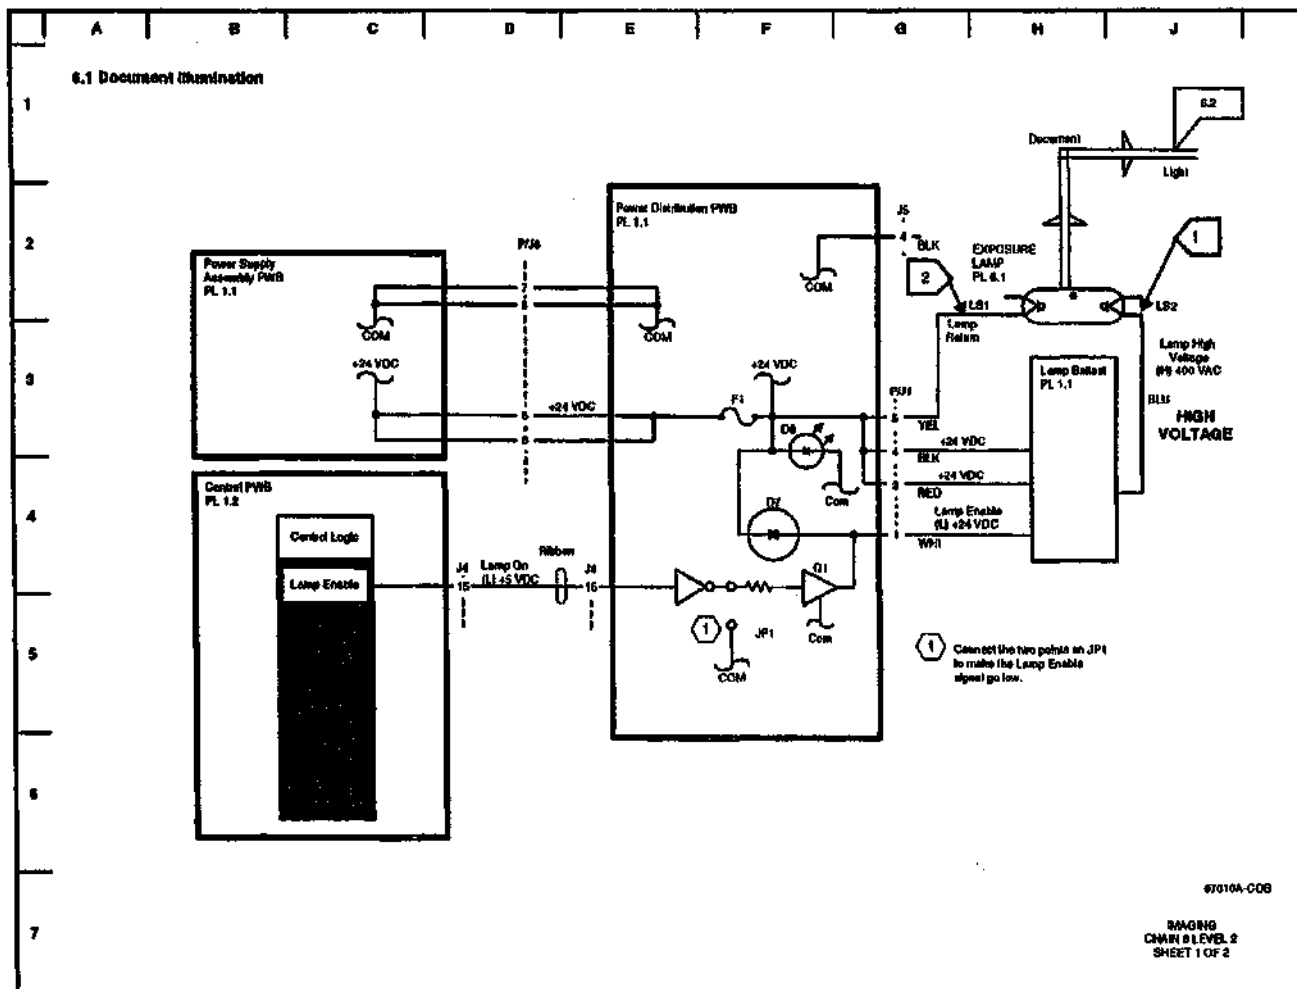 A B C D E F G H J
6.1 Document Illumination
1
6.2
Document
Light
2
Power Distribution PWB
PL 1.1
J5
4
BLK
EXPOSURE
LAMP
PL 6.1
1
2
LS1
LS2
Power Supply
Assembly PWB
PL 1.1
P/J6
7
COM
COM
COM
Lamp
Return
Lamp High
Voltage
(H) 400 VAC
3
+24 VDC
+24 VDC
F1
+24 VDC
Lamp Ballast
PL 1.1
BLU
HIGH
VOLTAGE
YEL
D6
+24 VDC
BLK
Com
+24 VDC
RED
4
Control PWB
PL 1.2
Control Logic
Lamp Enable
D7
Lamp Enable
(L) +24 VDC
WHI
J4
15
Lamp On
(L) +5 VDC
Ribbon
J4
15
Q1
Com
5
1
JP1
COM
1
Connect the two points on JP1
to make the Lamp Enable
signal go low.
6
7
67010A-COB
IMAGING
CHAIN 6 LEVEL 2
SHEET 1 OF 2